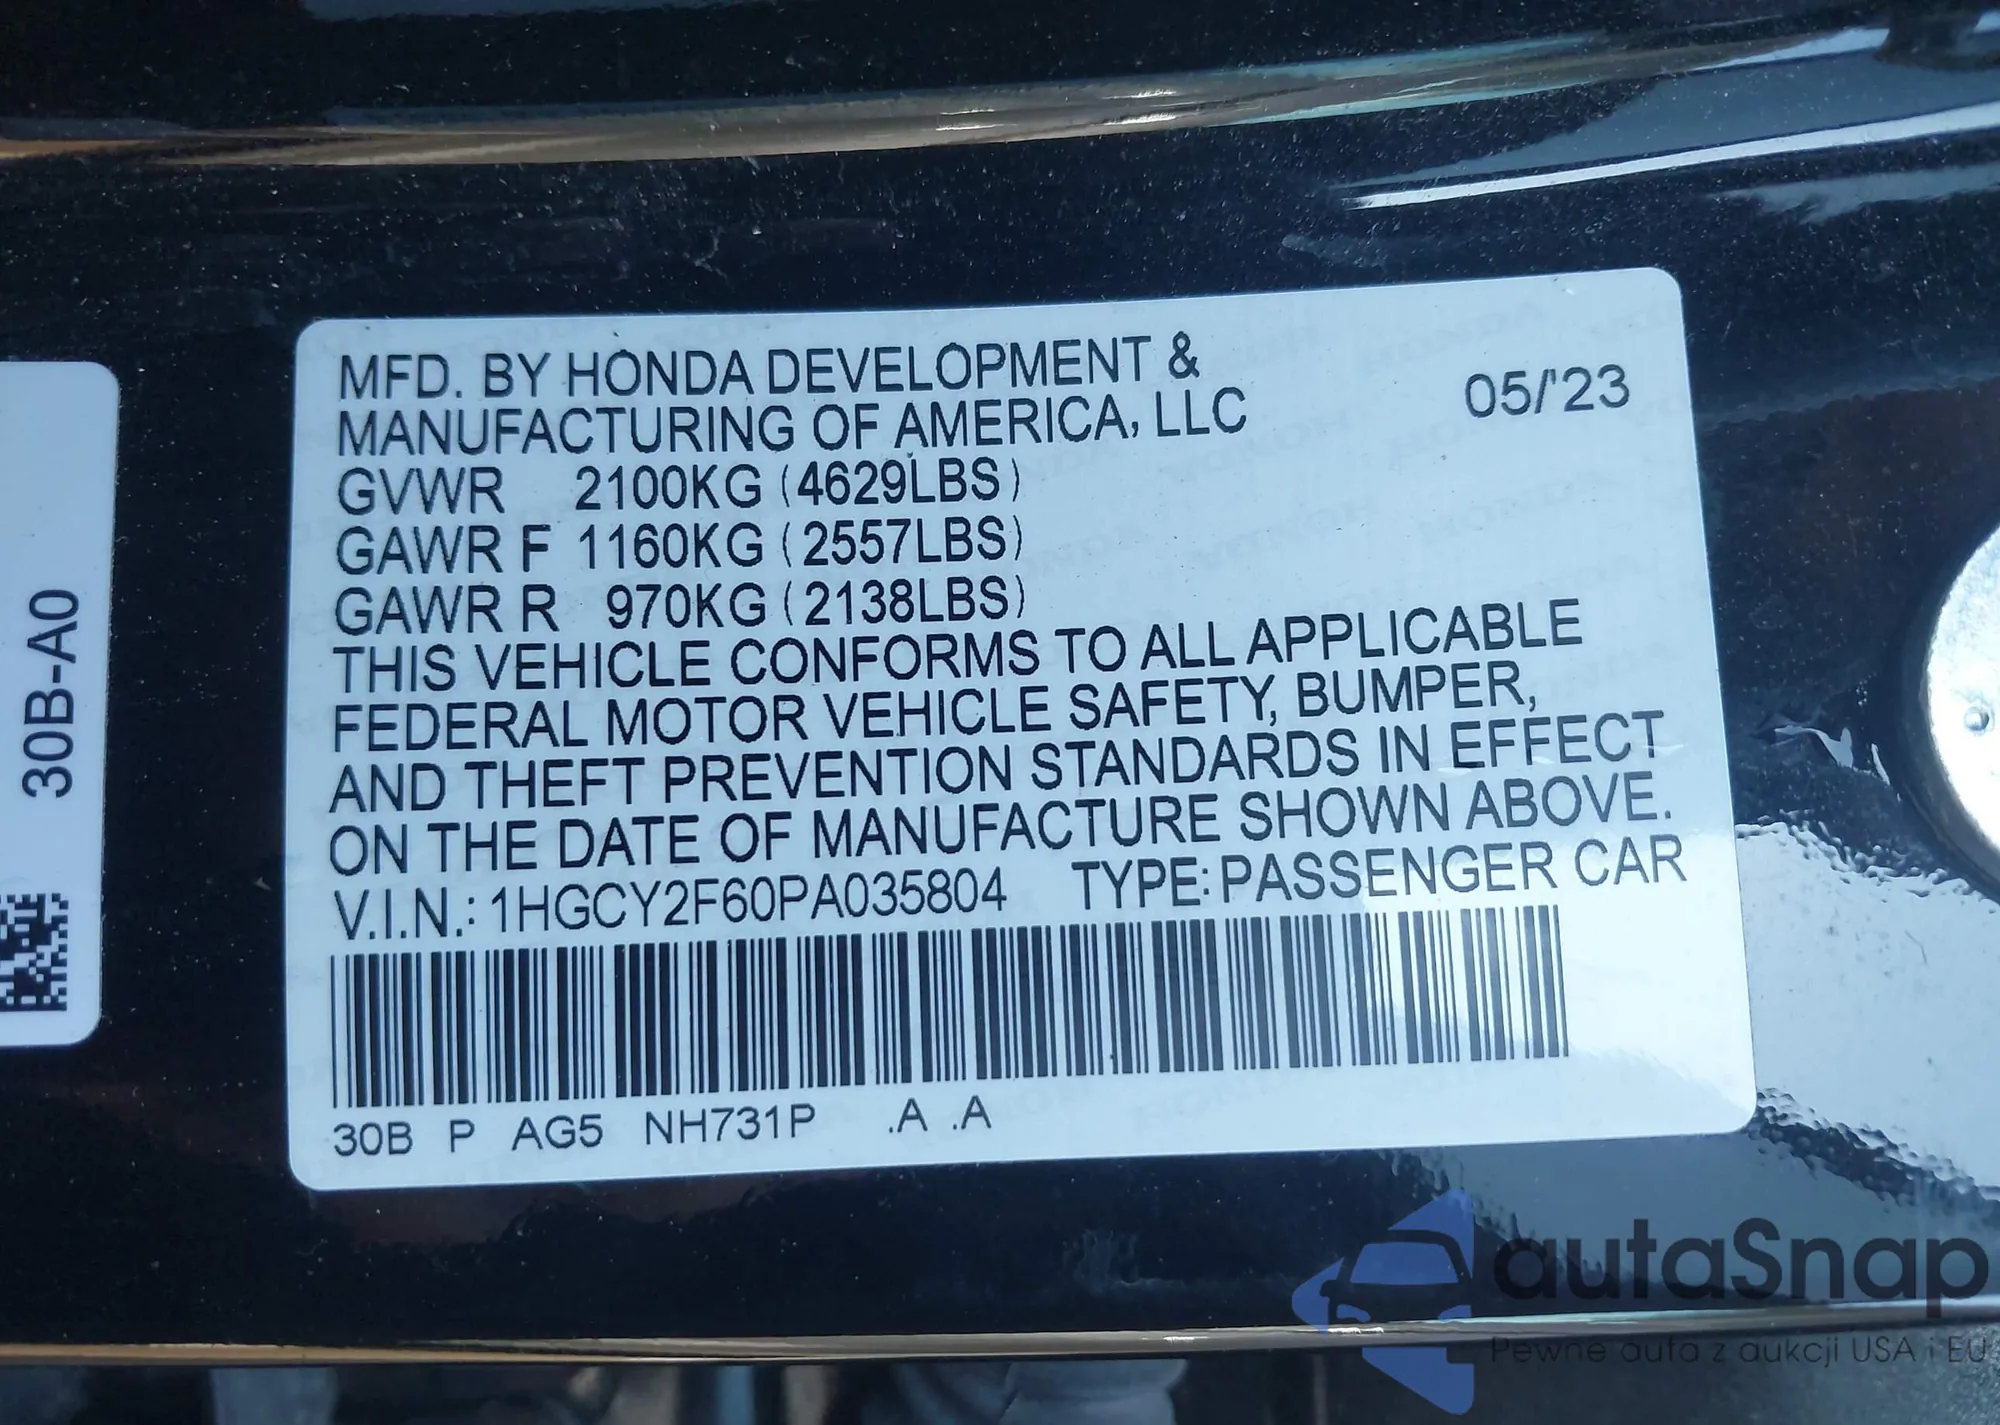 MFD. BY HONDA DEVELOPMENT &
MANUFACTURING OF AMERICA, LLC
05/'23
GVWR 2100KG (4629LBS)
GAWR F 1160KG (2557LBS)
GAWR R 970KG (2138LBS)
THIS VEHICLE CONFORMS TO ALL APPLICABLE
FEDERAL MOTOR VEHICLE SAFETY, BUMPER,
AND THEFT PREVENTION STANDARDS IN EFFECT
ON THE DATE OF MANUFACTURE SHOWN ABOVE.
V.I.N.: 1HGCY2F60PA035804 TYPE: PASSENGER CAR
30B P AG5 NH731P .A .A
30B-A0
autaSnap
Pewne auta z aukcji USA i EU